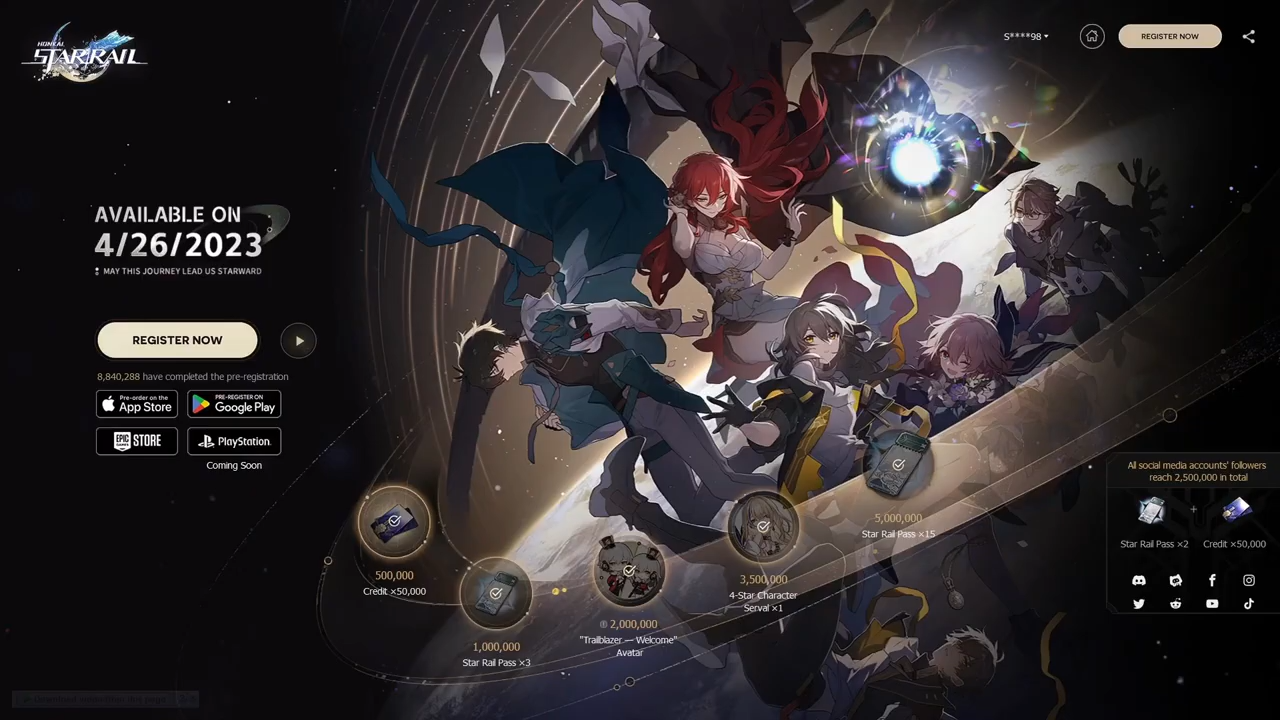 HONKAI
STAR RAIL
S****98
REGISTER NOW
AVAILABLE ON
4/26/2023
MAY THIS JOURNEY LEAD US STARWARD
REGISTER NOW
8,840,288 have completed the pre-registration
Pre-order on the
App Store
PRE-REGISTER ON
Google Play
EPIC GAMES STORE
PlayStation
Coming Soon
500,000
Credit ×50,000
1,000,000
Star Rail Pass ×3
2,000,000
"Trailblazer — Welcome"
Avatar
3,500,000
4-Star Character
Serval ×1
5,000,000
Star Rail Pass ×15
All social media accounts' followers
reach 2,500,000 in total
+
Star Rail Pass ×2 Credit ×50,000